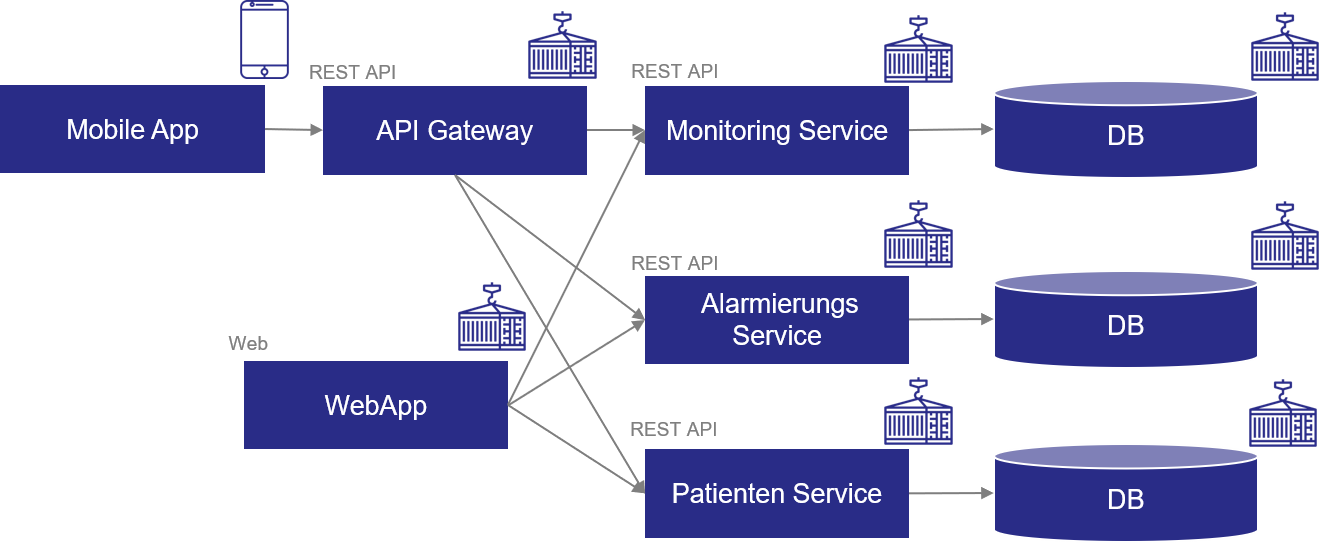 REST API
Mobile App
API Gateway
REST API
Monitoring Service
DB
REST API
Alarmierungs
Service
DB
Web
WebApp
REST API
Patienten Service
DB